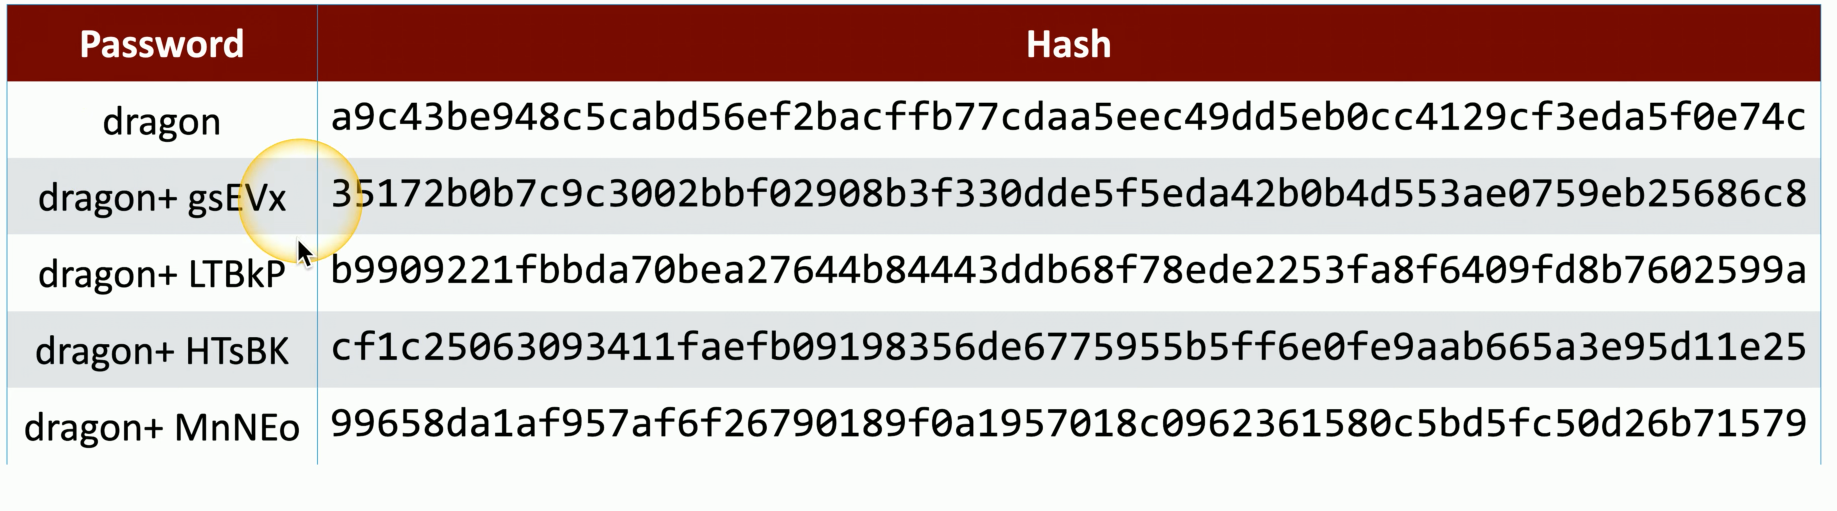 Password Hash
dragon a9c43be948c5cabd56ef2bacffb77cdaa5eec49dd5eb0cc4129cf3eda5f0e74c
dragon+ gsEVx 35172b0b7c9c3002bbf02908b3f330dde5f5eda42b0b4d553ae0759eb25686c8
dragon+ LTBkP b9909221fbbda70bea27644b84443ddb68f78ede2253fa8f6409fd8b7602599a
dragon+ HTsBK cf1c25063093411faefb09198356de6775955b5ff6e0fe9aab665a3e95d11e25
dragon+ MnNEo 99658da1af957af6f26790189f0a1957018c0962361580c5bd5fc50d26b71579